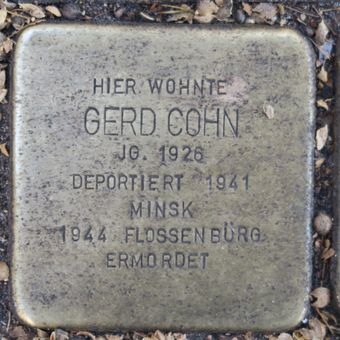 HIER WOHNTE
GERD COHN
JG. 1926
DEPORTIERT 1941
MINSK
1944 FLOSSENBÜRG
ERMORDET